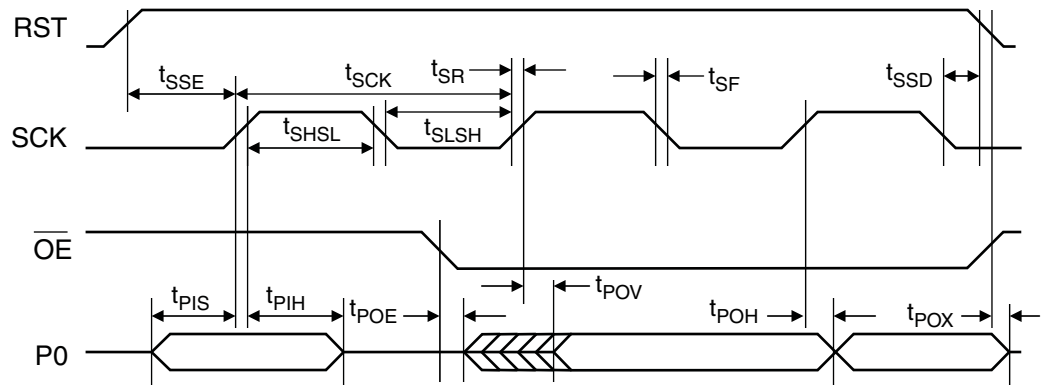 RST
tSSE
tSCK
tSR
tSF
tSSD
SCK
tSHSL
tSLSH
OE
tPIS
tPIH
tPOE
tPOV
tPOH
tPOX
P0